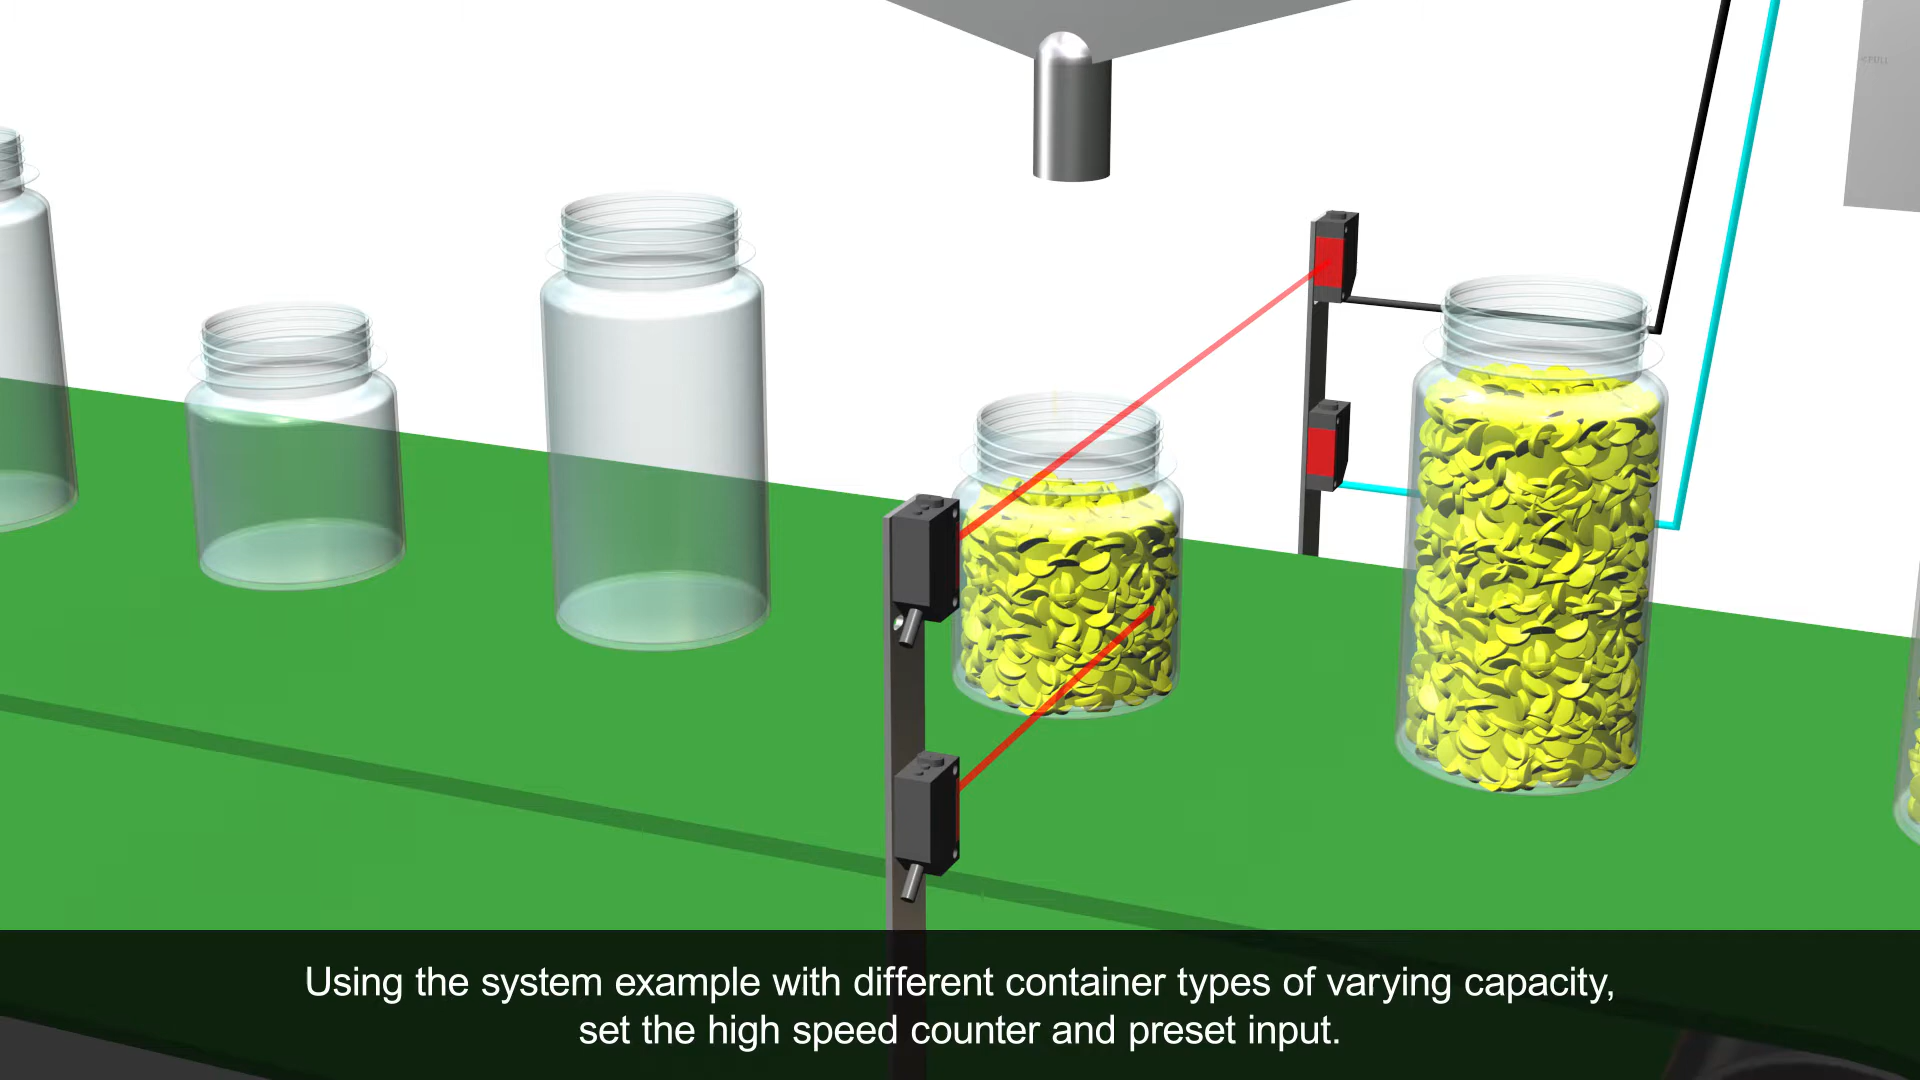 Using the system example with different container types of varying capacity,
set the high speed counter and preset input.